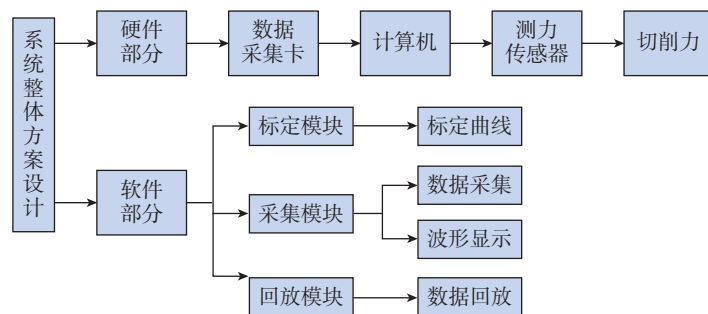 系统整体方案设计
硬件
部分
数据
采集卡
计算机
测力
传感器
切削力
软件
部分
标定模块
标定曲线
采集模块
数据采集
波形显示
回放模块
数据回放